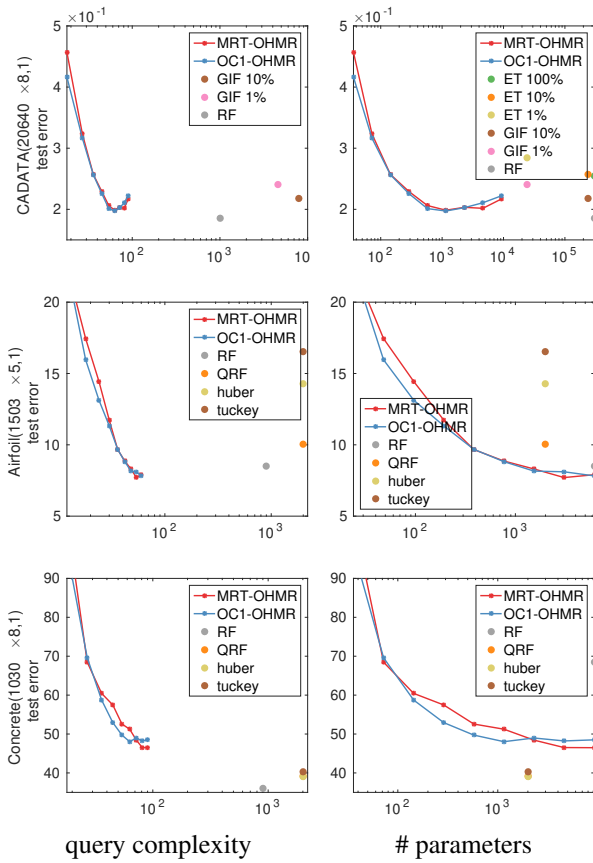 ×10⁻¹
5
4
3
2
CADATA(20640 ×8,1)
test error
10²
10³
10
MRT-OHMR
OC1-OHMR
GIF 10%
GIF 1%
RF
×10⁻¹
5
4
3
2
10²
10³
10⁴
10⁵
MRT-OHMR
OC1-OHMR
ET 100%
ET 10%
ET 1%
GIF 10%
GIF 1%
RF
20
15
10
5
Airfoil(1503 ×5,1)
test error
10²
10³
MRT-OHMR
OC1-OHMR
RF
QRF
huber
tuckey
20
15
10
5
10²
10³
MRT-OHMR
OC1-OHMR
RF
QRF
huber
tuckey
90
80
70
60
50
40
Concrete(1030 ×8,1)
test error
10²
10³
MRT-OHMR
OC1-OHMR
RF
QRF
huber
tuckey
90
80
70
60
50
40
10²
10³
MRT-OHMR
OC1-OHMR
RF
QRF
huber
tuckey
query complexity
# parameters